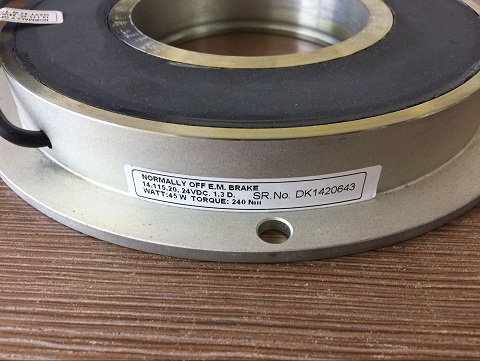 NORMALLY OFF E.M. BRAKE
14.115.20. 24VDC. 1.3 D.
WATT:45 W TORQUE: 240 Nm
SR.No. DK1420643